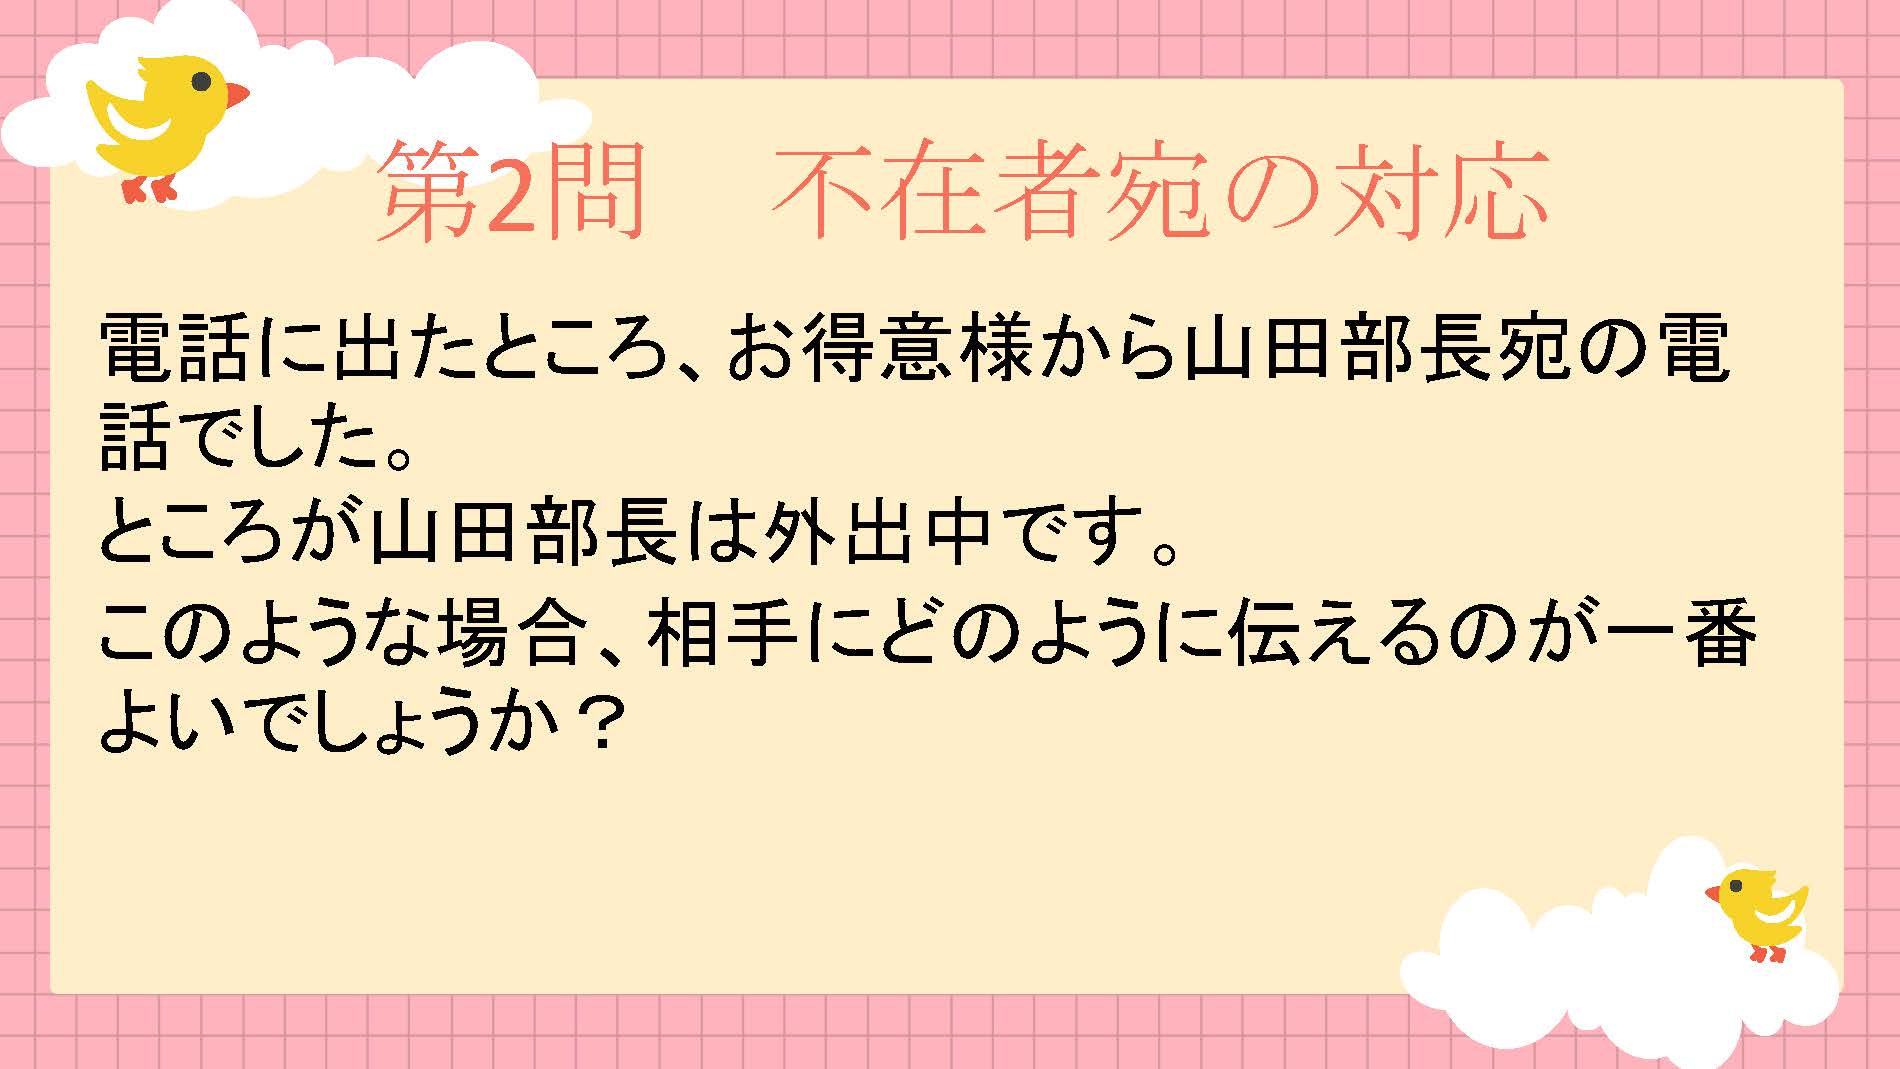 第2問　不在者宛の対応
電話に出たところ、お得意様から山田部長宛の電
話でした。
ところが山田部長は外出中です。
このような場合、相手にどのように伝えるのが一番
よいでしょうか？